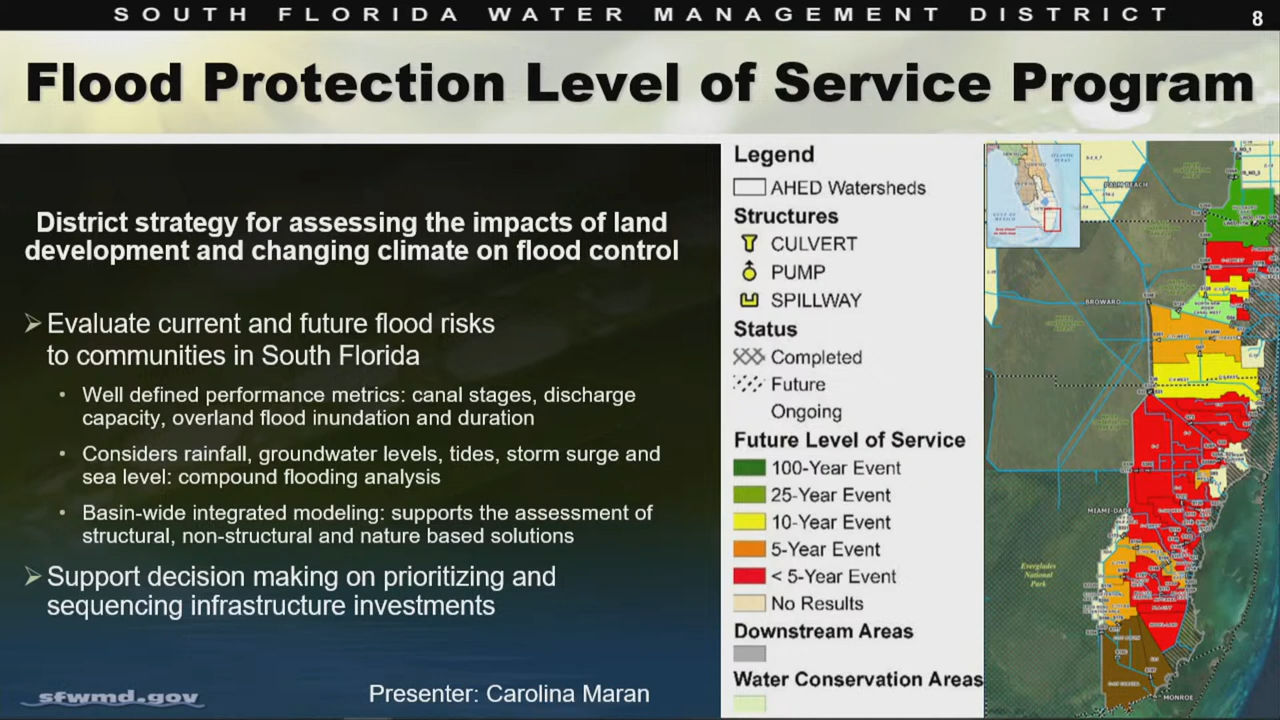 SOUTH FLORIDA WATER MANAGEMENT DISTRICT
8
Flood Protection Level of Service Program
District strategy for assessing the impacts of land
development and changing climate on flood control
Evaluate current and future flood risks
to communities in South Florida
Well defined performance metrics: canal stages, discharge
capacity, overland flood inundation and duration
Considers rainfall, groundwater levels, tides, storm surge and
sea level: compound flooding analysis
Basin-wide integrated modeling: supports the assessment of
structural, non-structural and nature based solutions
Support decision making on prioritizing and
sequencing infrastructure investments
sfwmd.gov
Presenter: Carolina Maran
Legend
AHED Watersheds
Structures
CULVERT
PUMP
SPILLWAY
Status
Completed
Future
Ongoing
Future Level of Service
100-Year Event
25-Year Event
10-Year Event
5-Year Event
< 5-Year Event
No Results
Downstream Areas
Water Conservation Areas
PALM BEACH
BROWARD
MIAMI-DADE
Everglades
National
Park
MONROE